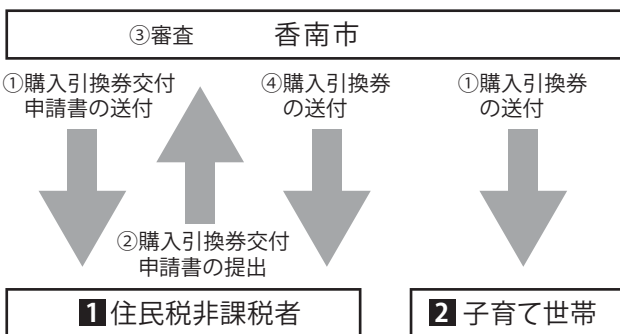 ③審査 香南市
①購入引換券交付
申請書の送付
④購入引換券
の送付
①購入引換券
の送付
②購入引換券交付
申請書の提出
1 住民税非課税者
2 子育て世帯